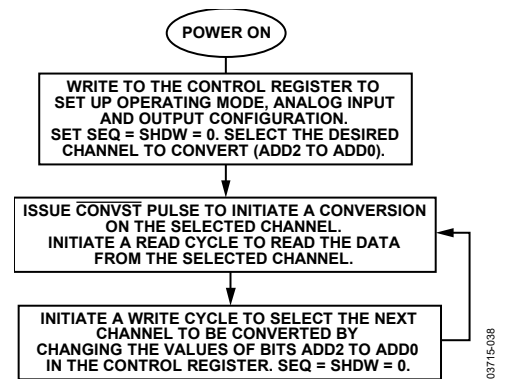 POWER ON
WRITE TO THE CONTROL REGISTER TO
SET UP OPERATING MODE, ANALOG INPUT
AND OUTPUT CONFIGURATION.
SET SEQ = SHDW = 0. SELECT THE DESIRED
CHANNEL TO CONVERT (ADD2 TO ADD0).
ISSUE CONVST PULSE TO INITIATE A CONVERSION
ON THE SELECTED CHANNEL.
INITIATE A READ CYCLE TO READ THE DATA
FROM THE SELECTED CHANNEL.
INITIATE A WRITE CYCLE TO SELECT THE NEXT
CHANNEL TO BE CONVERTED BY
CHANGING THE VALUES OF BITS ADD2 TO ADD0
IN THE CONTROL REGISTER. SEQ = SHDW = 0.
03715-038